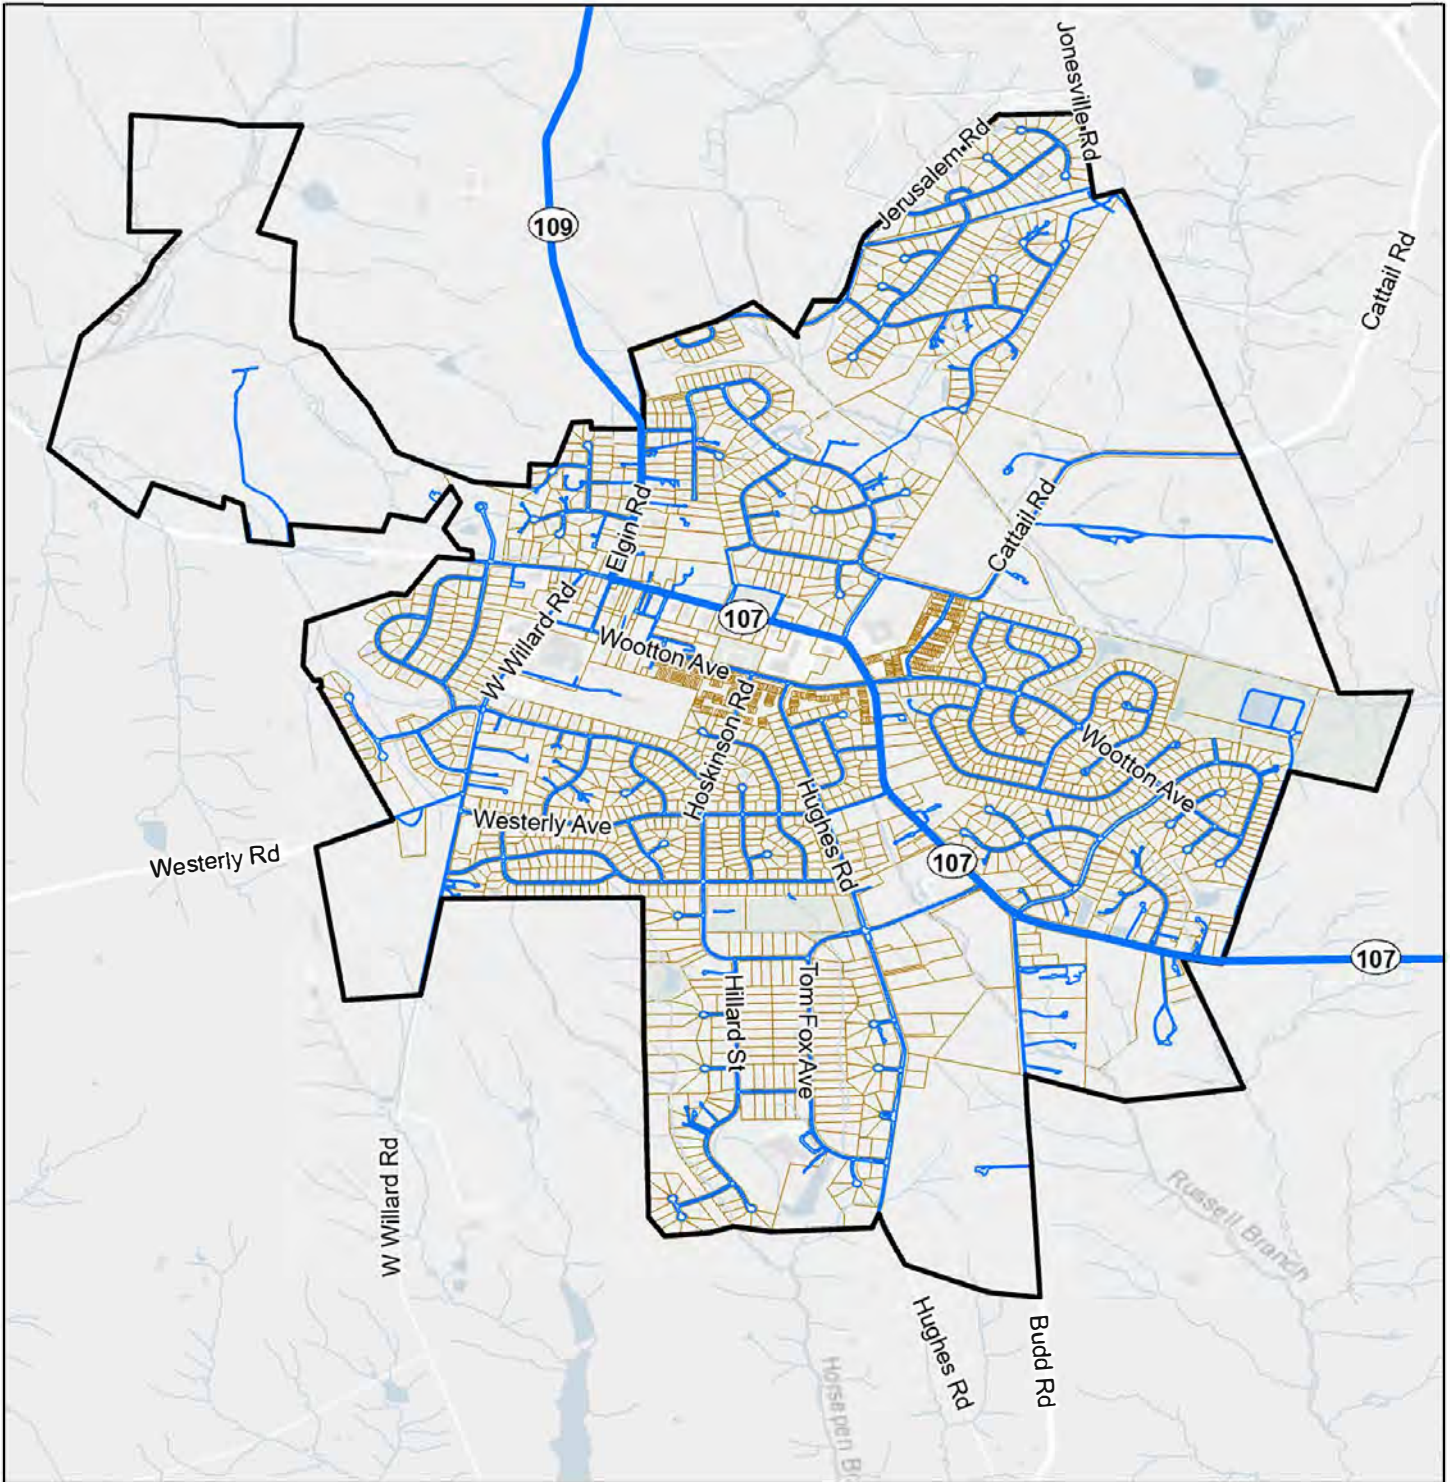 Jonesville Rd
Jerusalem Rd
109
Cattail Rd
Elgin Rd
Cattail Rd
W Willard Rd
107
Wootton Ave
Hoskinson Rd
Wootton Ave
Hughes Rd
Westerly Ave
Westerly Rd
107
107
Hillard St
Tom Fox Ave
W Willard Rd
Russell Branch
Hughes Rd
Budd Rd
Horsepen Br